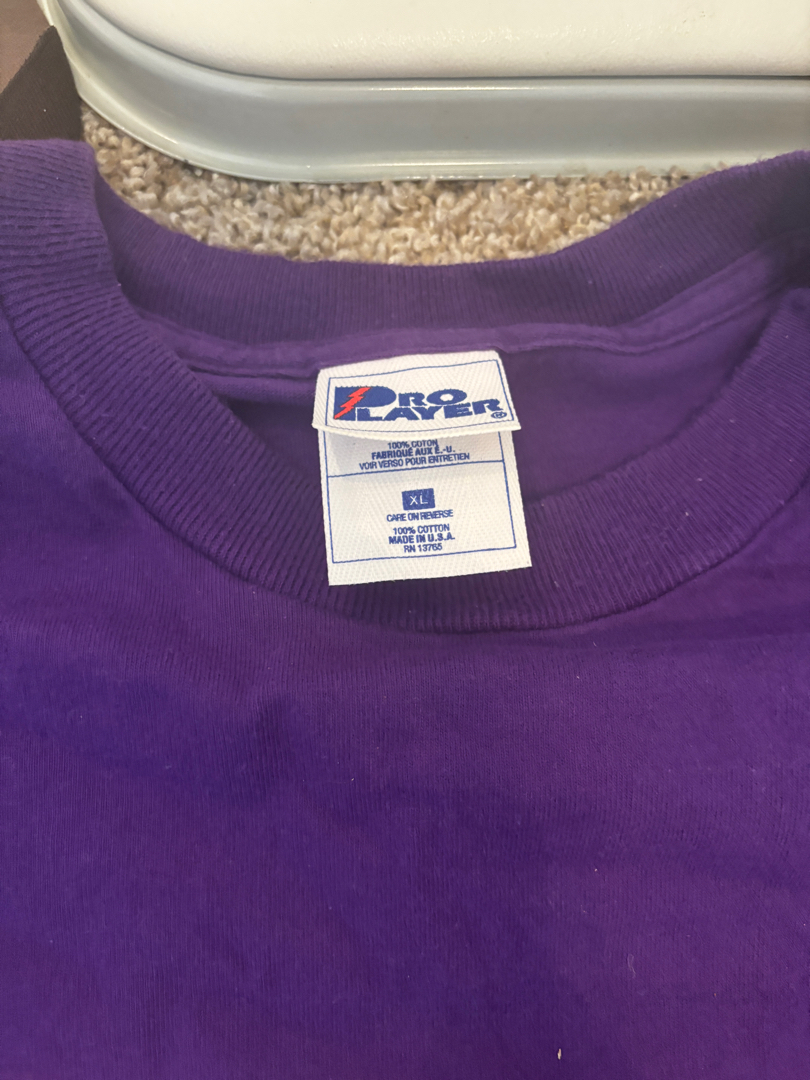 PRO
PLAYER®
100% COTON
FABRIQUÉ AUX É.-U.
VOIR VERSO POUR ENTRETIEN
XL
CARE ON REVERSE
100% COTTON
MADE IN U.S.A.
RN 13765